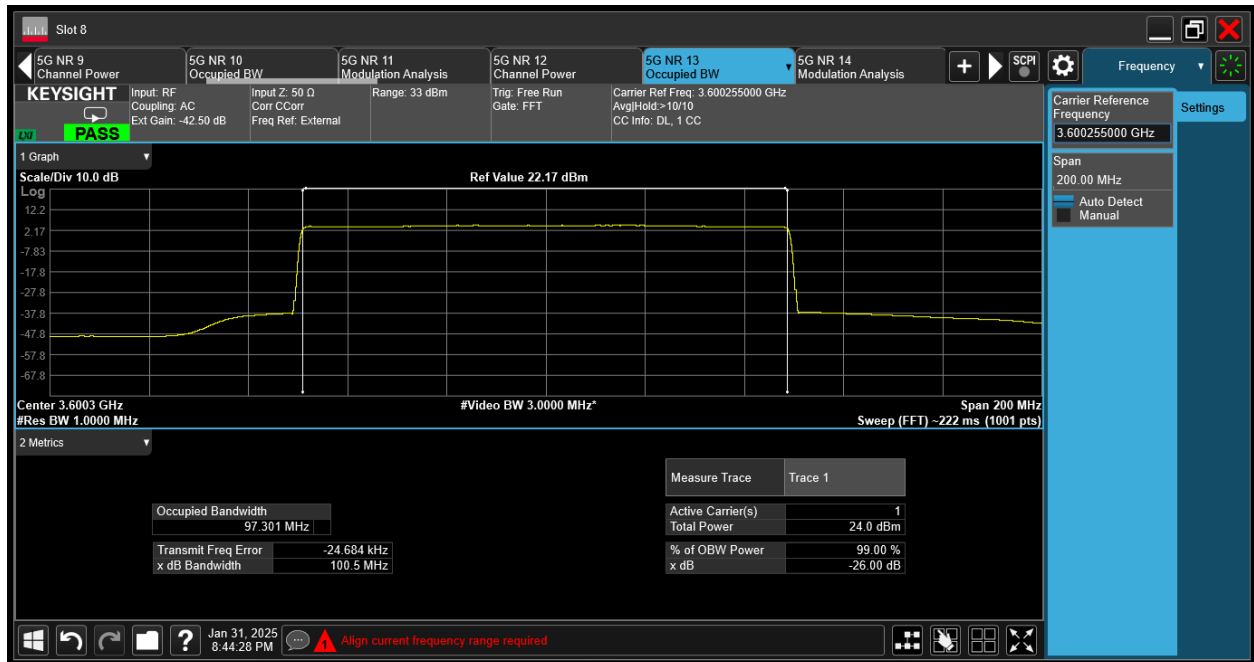 Slot 8
5G NR 9
Channel Power
5G NR 10
Occupied BW
5G NR 11
Modulation Analysis
5G NR 12
Channel Power
5G NR 13
Occupied BW
5G NR 14
Modulation Analysis
SCPI
Frequency
KEYSIGHT
LXI
PASS
Input: RF
Coupling: AC
Ext Gain: -42.50 dB
Input Z: 50 Ω
Corr CCorr
Freq Ref: External
Range: 33 dBm
Trig: Free Run
Gate: FFT
Carrier Ref Freq: 3.600255000 GHz
Avg|Hold:>10/10
CC Info: DL, 1 CC
Carrier Reference
Frequency
3.600255000 GHz
Settings
Span
200.00 MHz
Auto Detect
Manual
1 Graph
Scale/Div 10.0 dB
Ref Value 22.17 dBm
Log
12.2
2.17
-7.83
-17.8
-27.8
-37.8
-47.8
-57.8
-67.8
Center 3.6003 GHz
#Video BW 3.0000 MHz*
Span 200 MHz
#Res BW 1.0000 MHz
Sweep (FFT) ~222 ms (1001 pts)
2 Metrics
Measure Trace Trace 1
Occupied Bandwidth
97.301 MHz
Active Carrier(s) 1
Total Power 24.0 dBm
Transmit Freq Error -24.684 kHz
x dB Bandwidth 100.5 MHz
% of OBW Power 99.00 %
x dB -26.00 dB
?
Jan 31, 2025
8:44:28 PM
1
Align current frequency range required